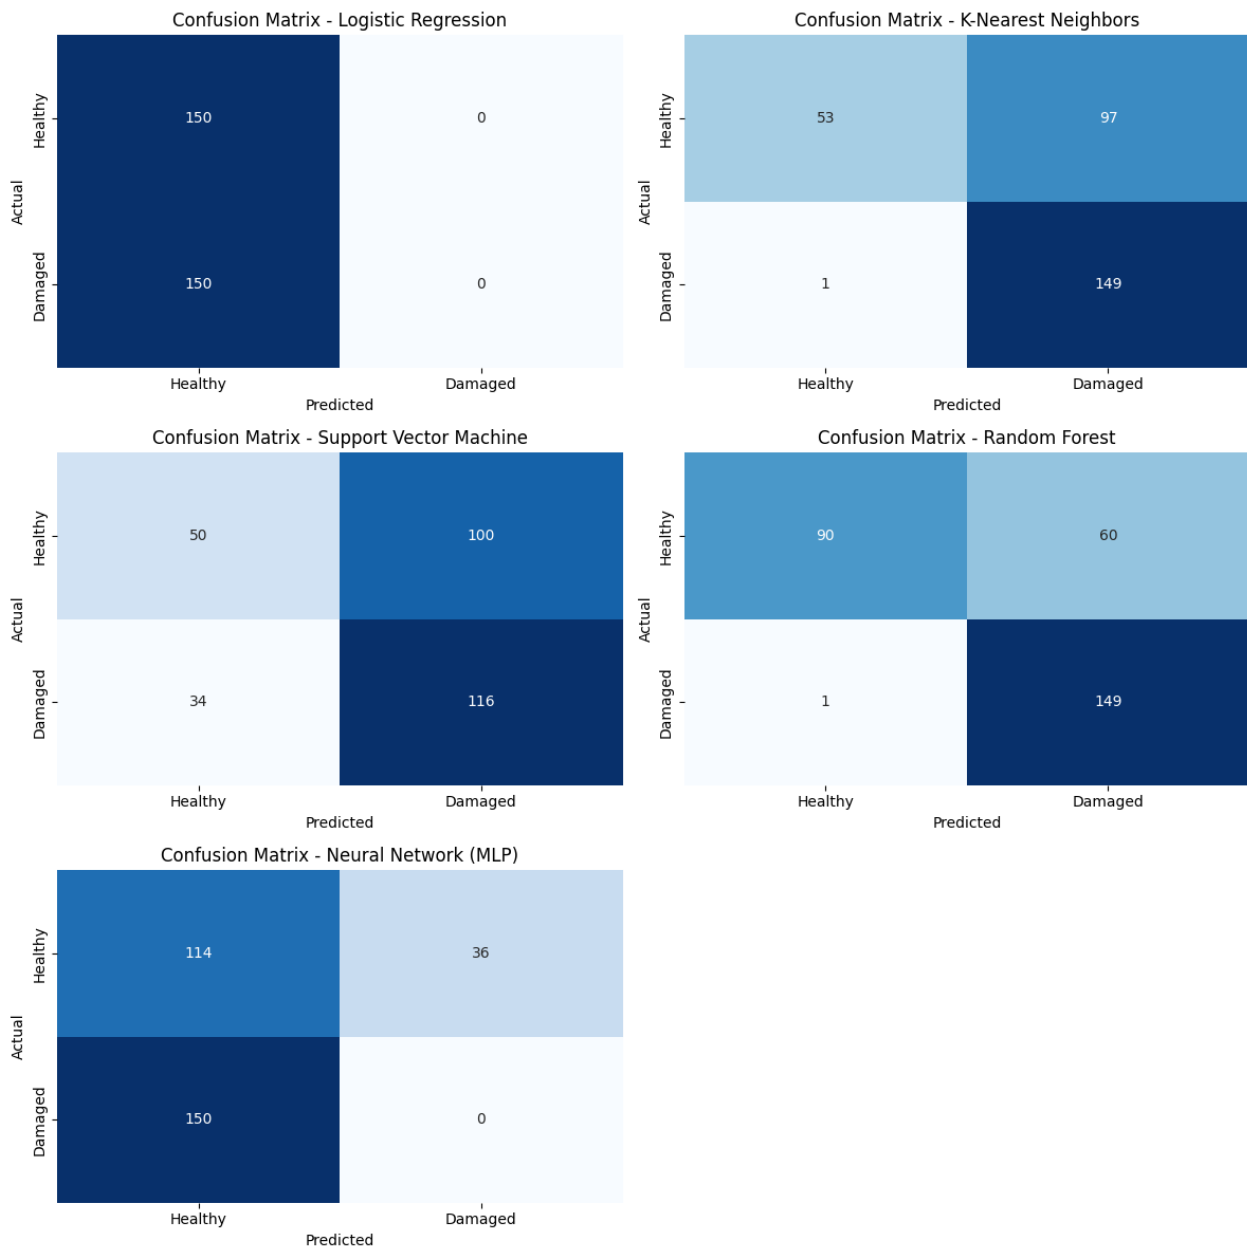 Confusion Matrix - Logistic Regression
Actual
Healthy
150
0
Damaged
150
0
Healthy
Damaged
Predicted
Confusion Matrix - K-Nearest Neighbors
Actual
Healthy
53
97
Damaged
1
149
Healthy
Damaged
Predicted
Confusion Matrix - Support Vector Machine
Actual
Healthy
50
100
Damaged
34
116
Healthy
Damaged
Predicted
Confusion Matrix - Random Forest
Actual
Healthy
90
60
Damaged
1
149
Healthy
Damaged
Predicted
Confusion Matrix - Neural Network (MLP)
Actual
Healthy
114
36
Damaged
150
0
Healthy
Damaged
Predicted